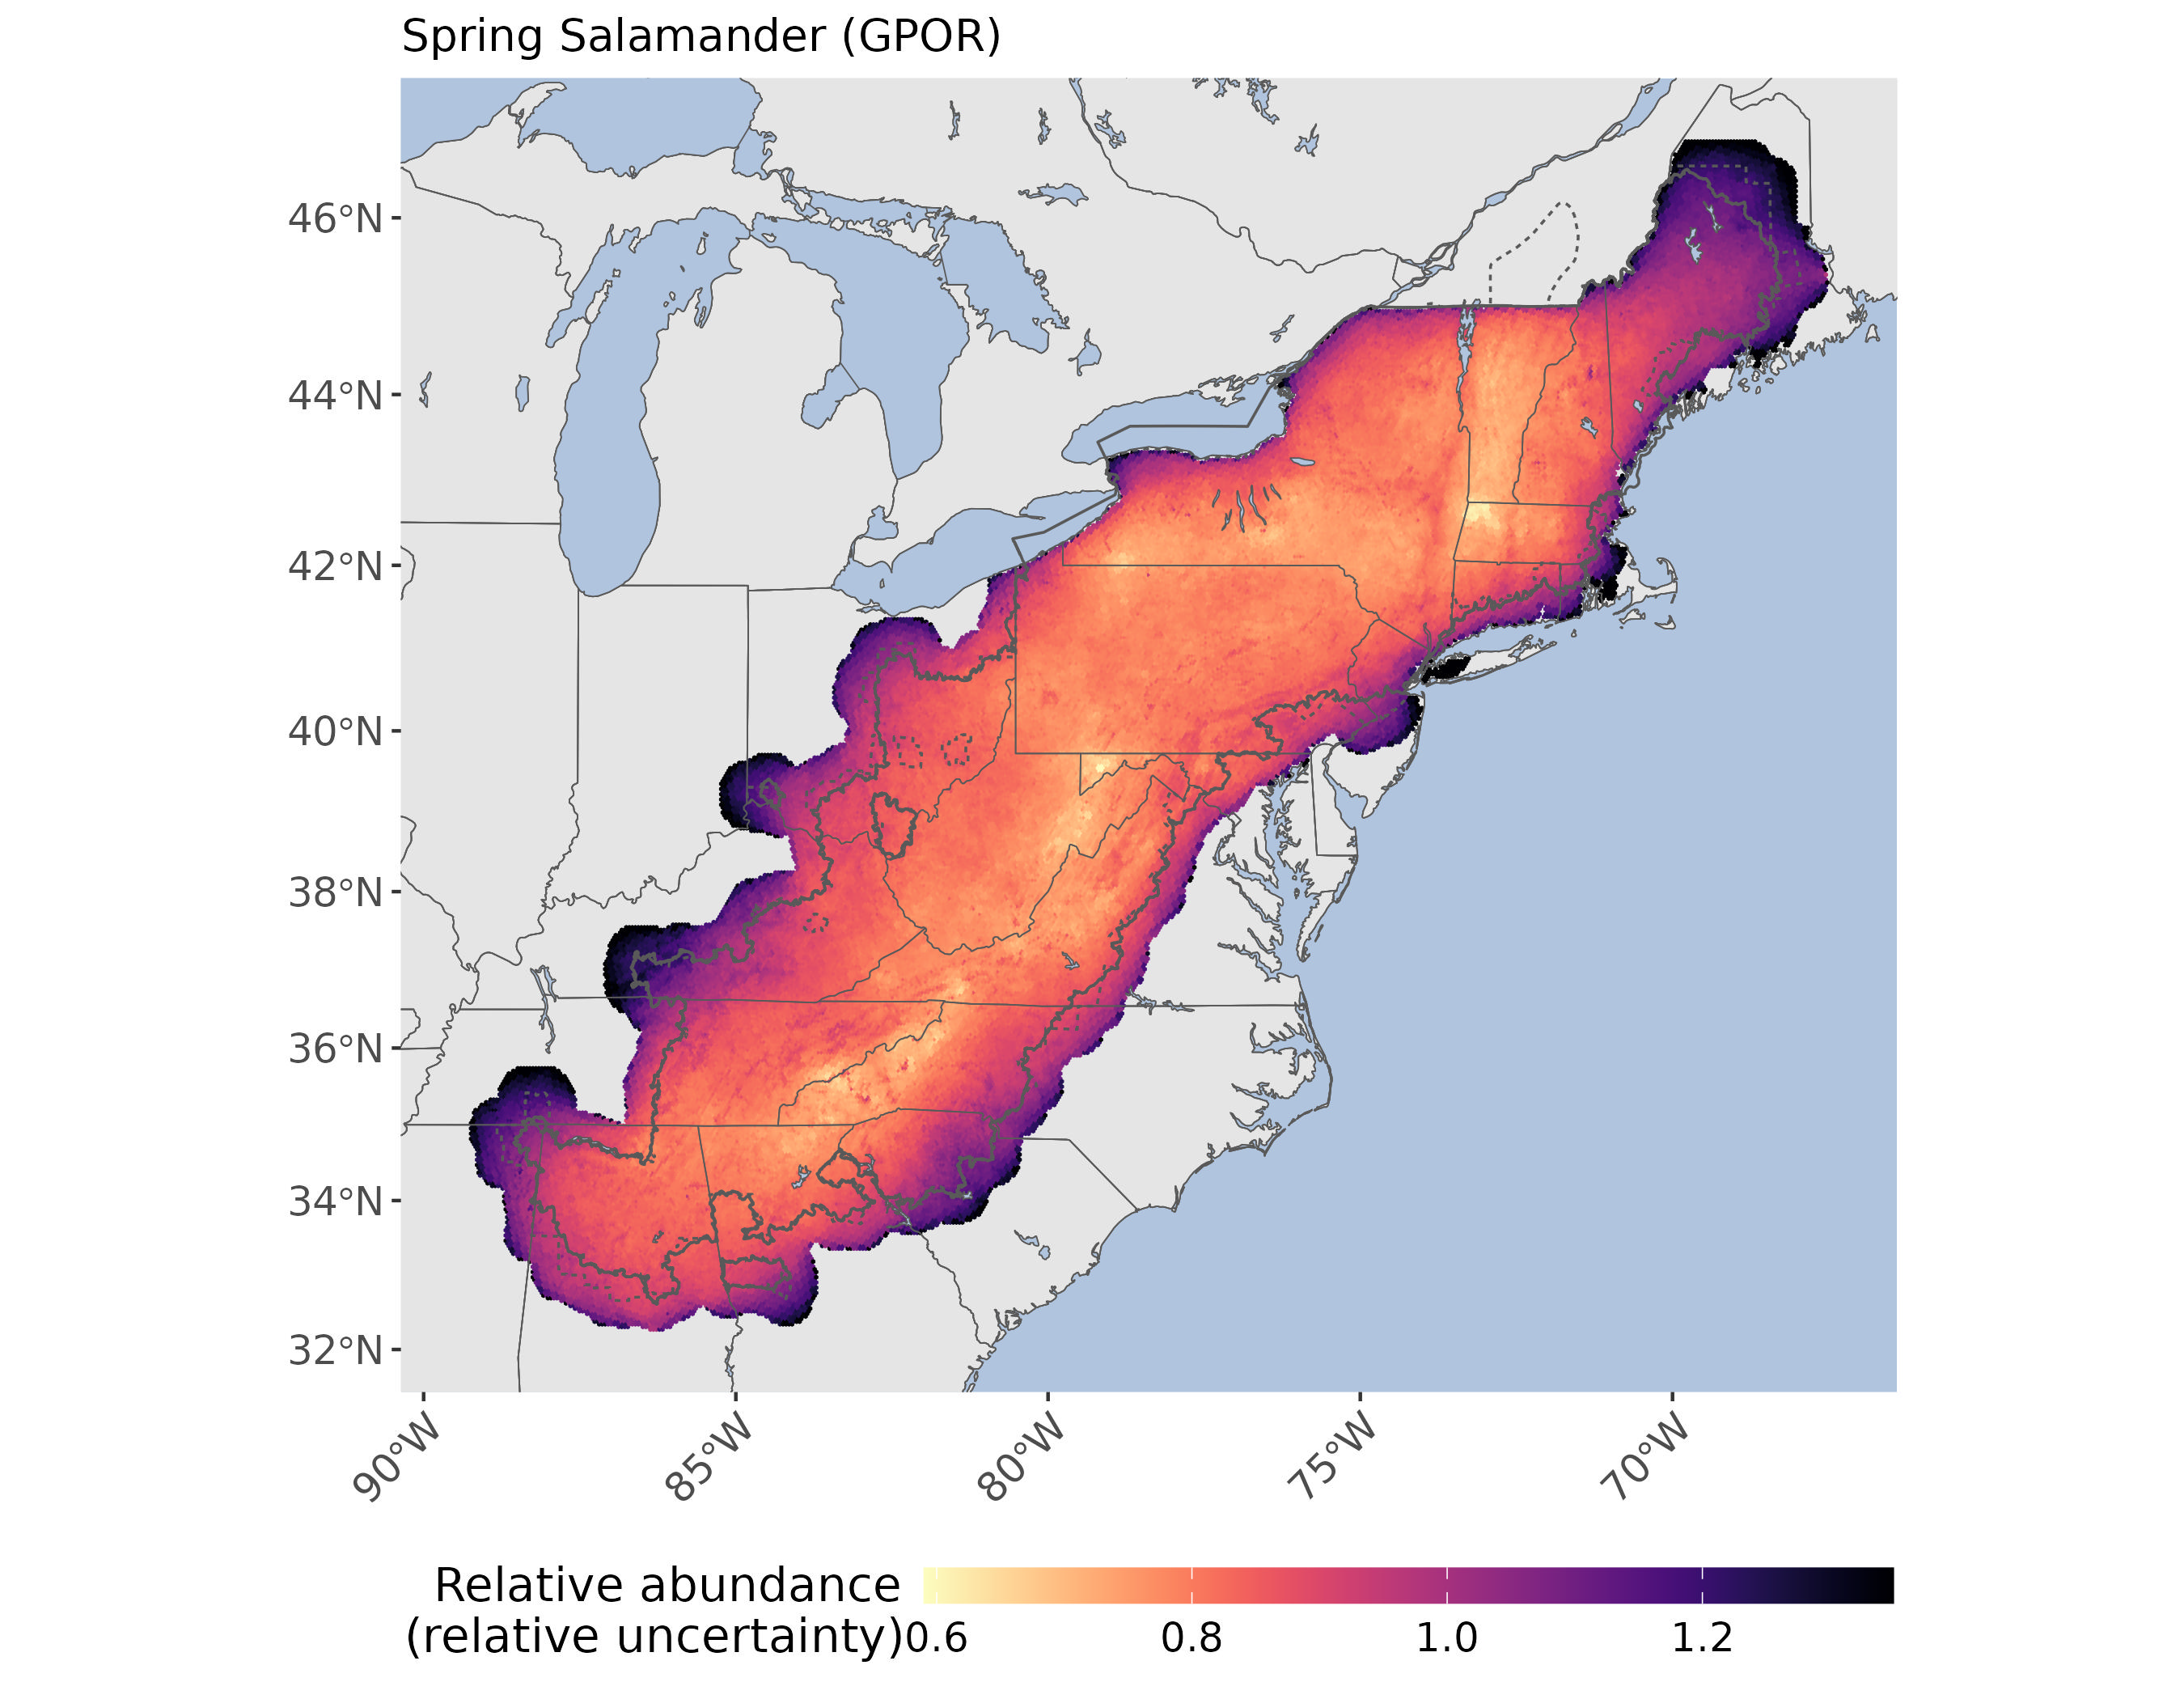 Spring Salamander (GPOR)
46°N
44°N
42°N
40°N
38°N
36°N
34°N
32°N
90°W 85°W 80°W 75°W 70°W
Relative abundance
(relative uncertainty)
0.6 0.8 1.0 1.2